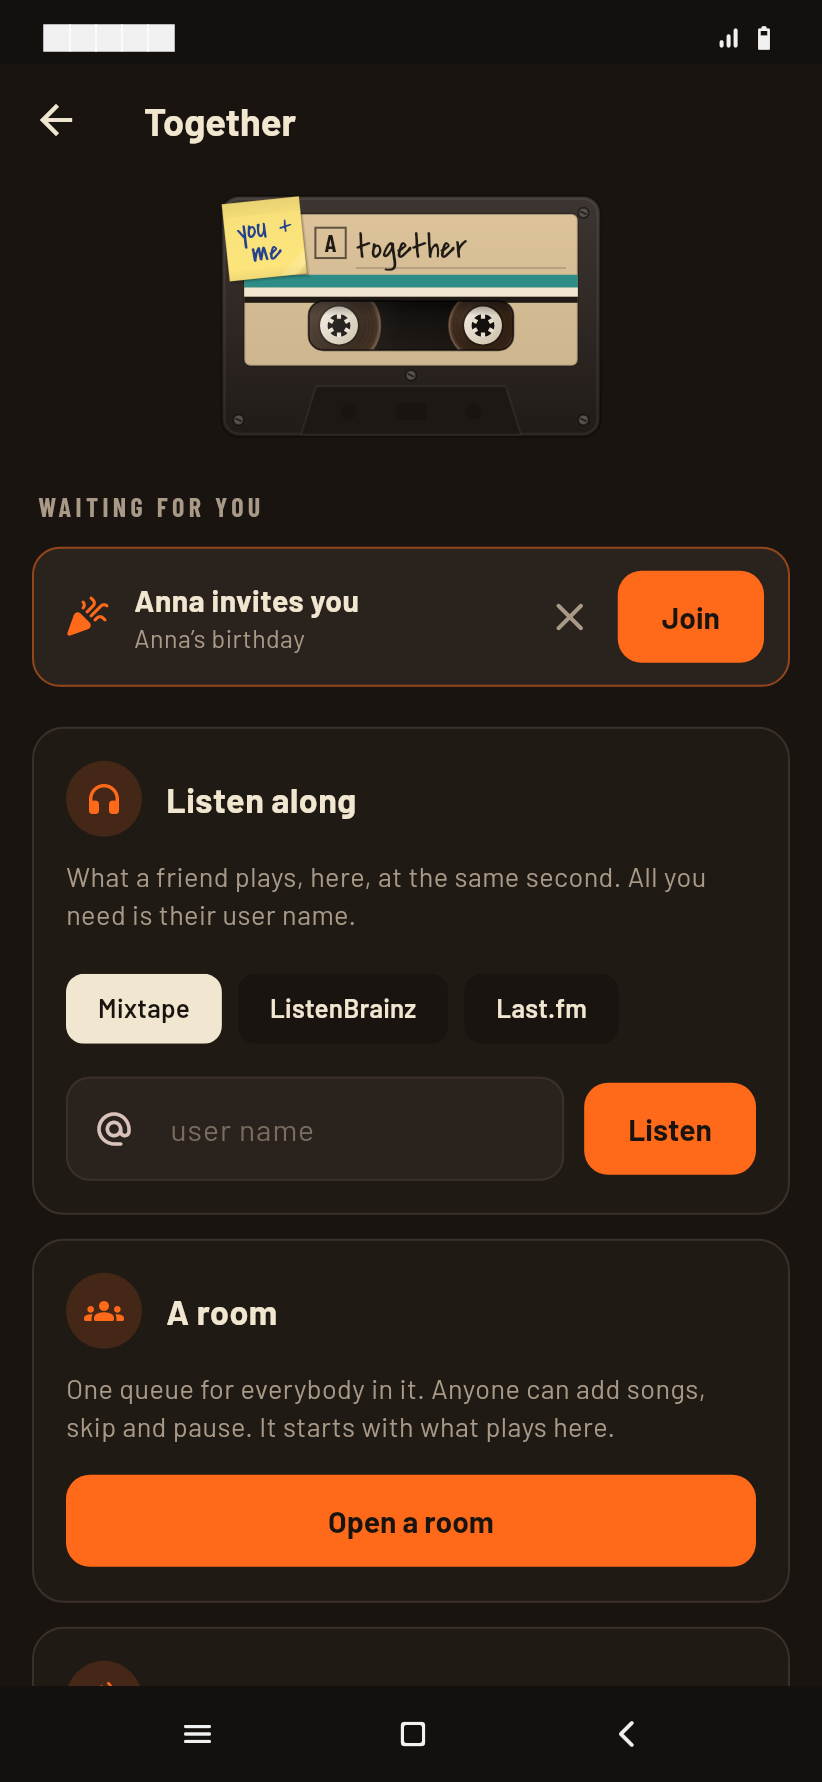 Together
you +
me
A together
WAITING FOR YOU
Anna invites you
Anna's birthday
Join
Listen along
What a friend plays, here, at the same second. All you
need is their user name.
Mixtape ListenBrainz Last.fm
user name
Listen
A room
One queue for everybody in it. Anyone can add songs,
skip and pause. It starts with what plays here.
Open a room